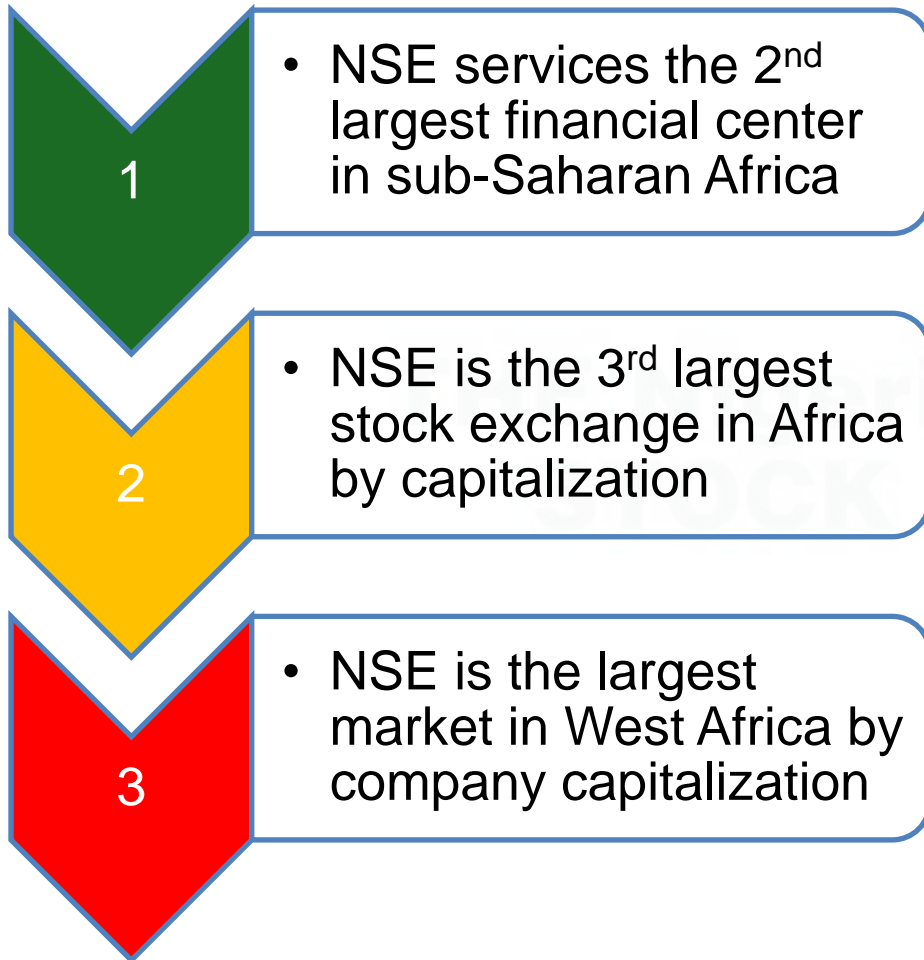 1
• NSE services the 2nd
largest financial center
in sub-Saharan Africa
2
• NSE is the 3rd largest
stock exchange in Africa
by capitalization
STOCK
3
• NSE is the largest
market in West Africa by
company capitalization